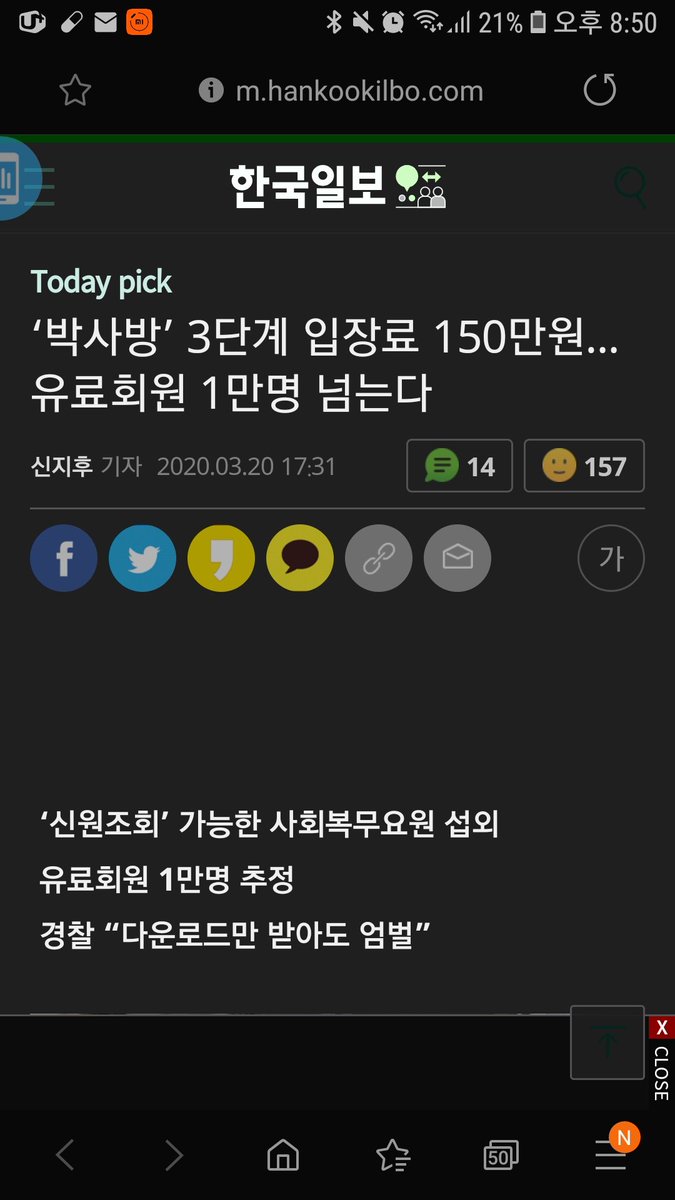 21% 오후 8:50
m.hankookilbo.com
한국일보
Today pick
‘박사방’ 3단계 입장료 150만원…
유료회원 1만명 넘는다
신지후 기자 2020.03.20 17:31 14 157
가
‘신원조회’ 가능한 사회복무요원 섭외
유료회원 1만명 추정
경찰 “다운로드만 받아도 엄벌”
X
CLOSE
50 N